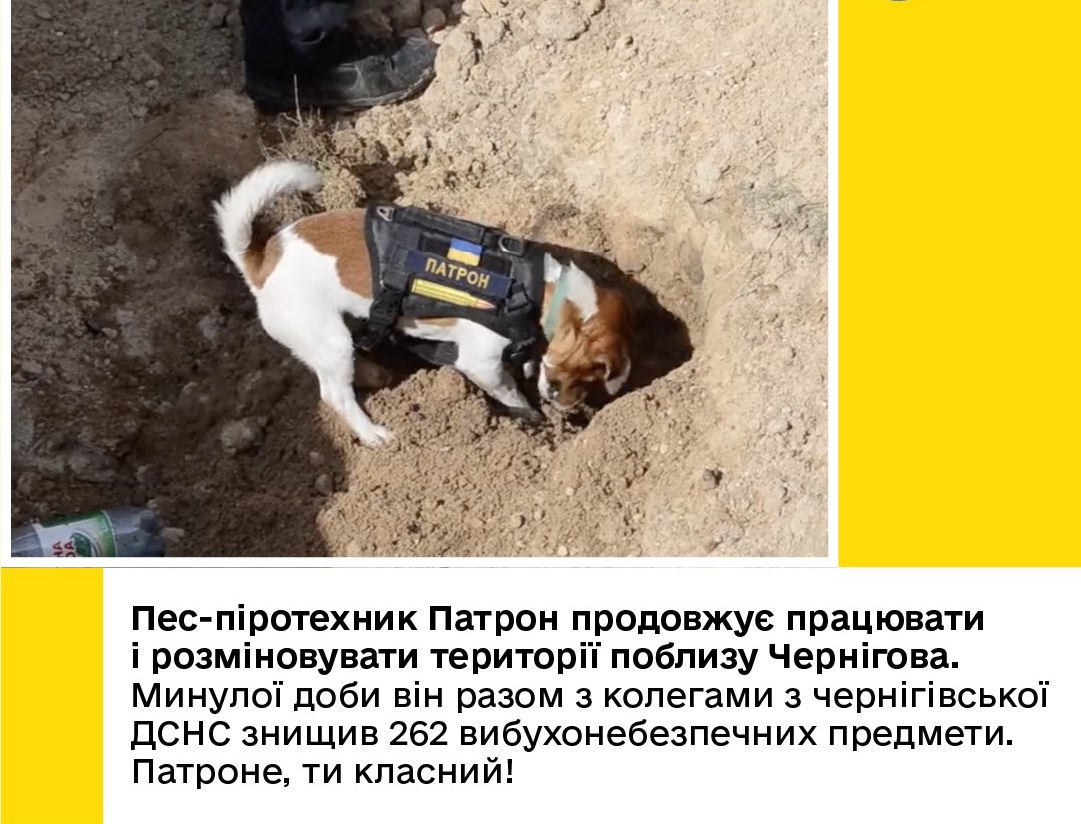 ПАТРОН
Пес-піротехник Патрон продовжує працювати
і розміновувати території поблизу Чернігова.
Минулої доби він разом з колегами з чернігівської
ДСНС знищив 262 вибухонебезпечних предмети.
Патроне, ти класний!